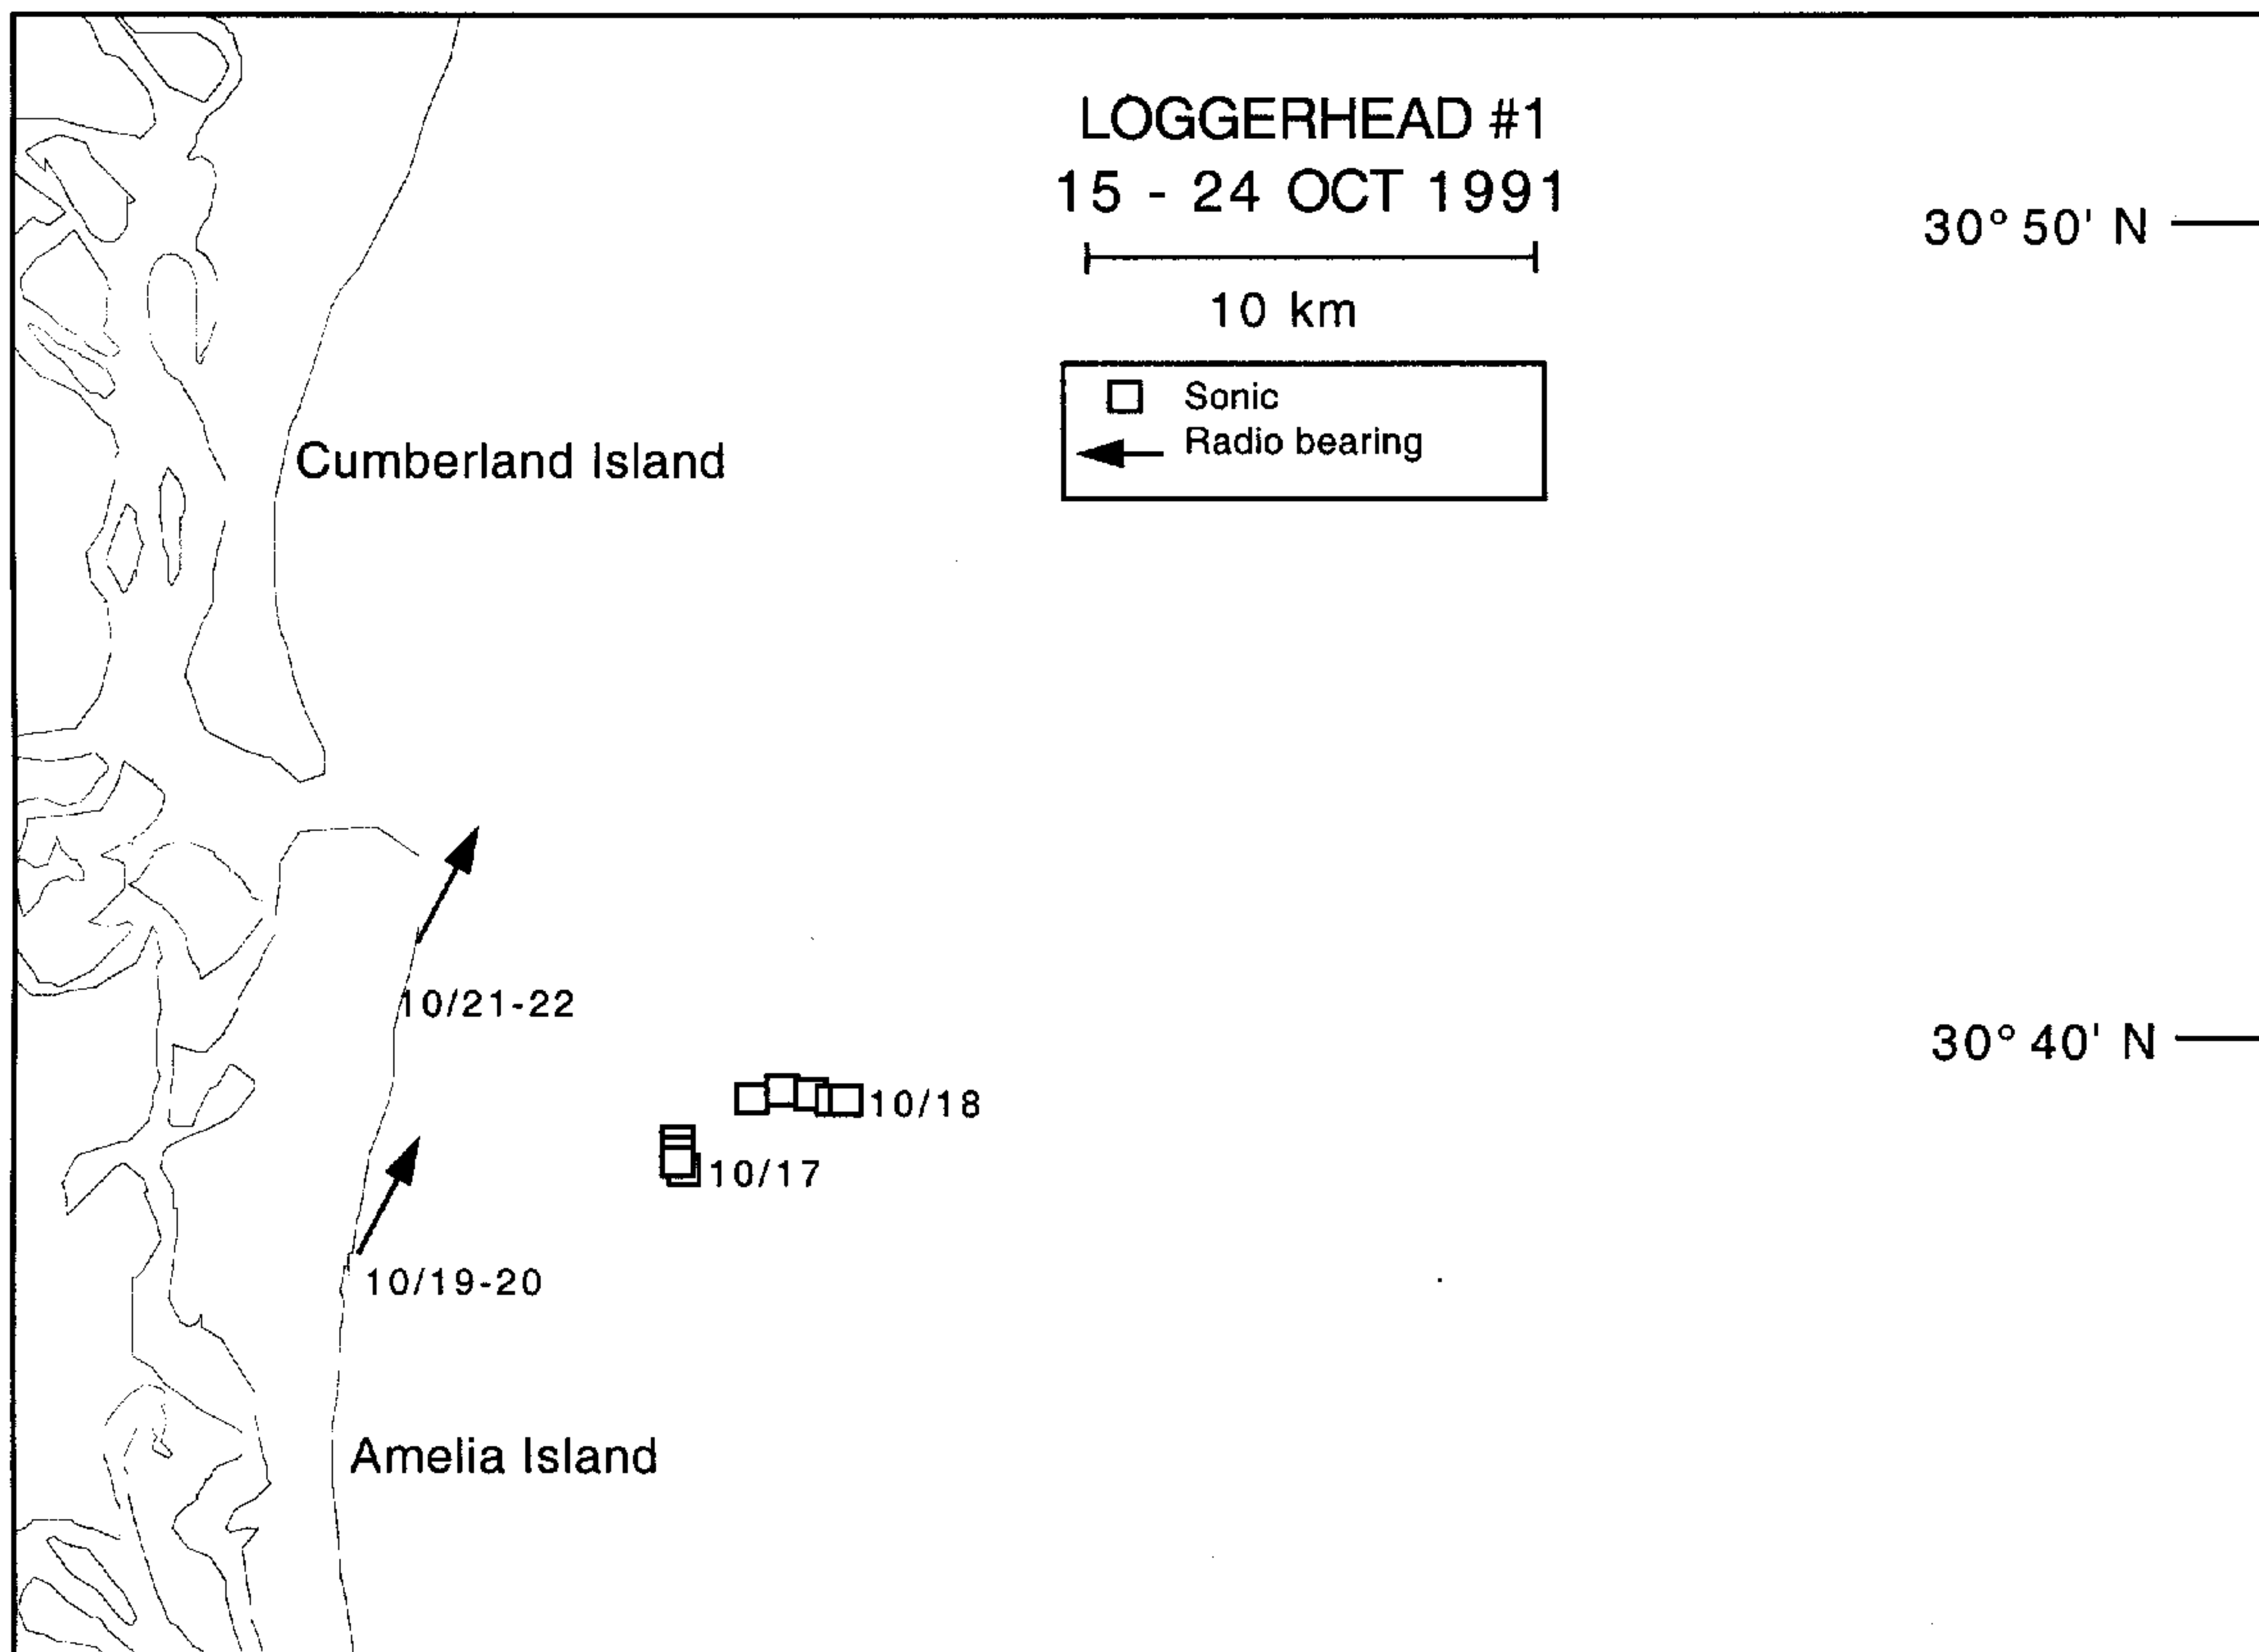 LOGGERHEAD #1
15 - 24 OCT 1991
30° 50' N
10 km
Sonic
Radio bearing
Cumberland Island
10/21-22
30° 40' N
10/18
10/17
10/19-20
Amelia Island